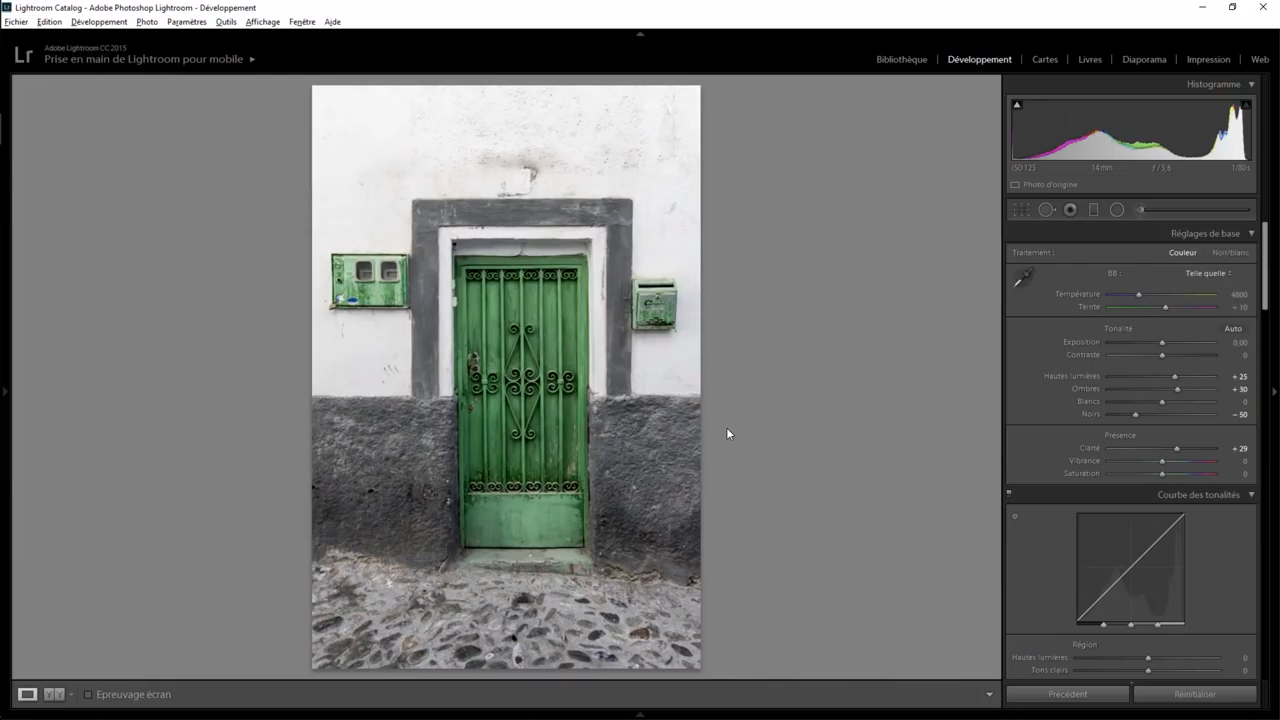 Lightroom Catalog - Adobe Photoshop Lightroom - Développement
Fichier Edition Développement Photo Paramètres Outils Affichage Fenêtre Aide
Lr
Adobe Lightroom CC 2015
Prise en main de Lightroom pour mobile
Bibliothèque | Développement | Cartes | Livres | Diaporama | Impression | Web
Histogramme
ISO 125 14 mm ƒ / 5,6 1/80 s
Photo d'origine
Réglages de base
Traitement : Couleur Noir/blanc
BB : Telle quelle
Température 4800
Teinte + 10
Tonalité Auto
Exposition 0,00
Contraste 0
Hautes lumières + 25
Ombres + 30
Blancs 0
Noirs − 50
Présence
Clarté + 29
Vibrance 0
Saturation 0
Courbe des tonalités
Région
Hautes lumières 0
Tons clairs 0
Y Y Epreuvage écran
Précédent Réinitialiser